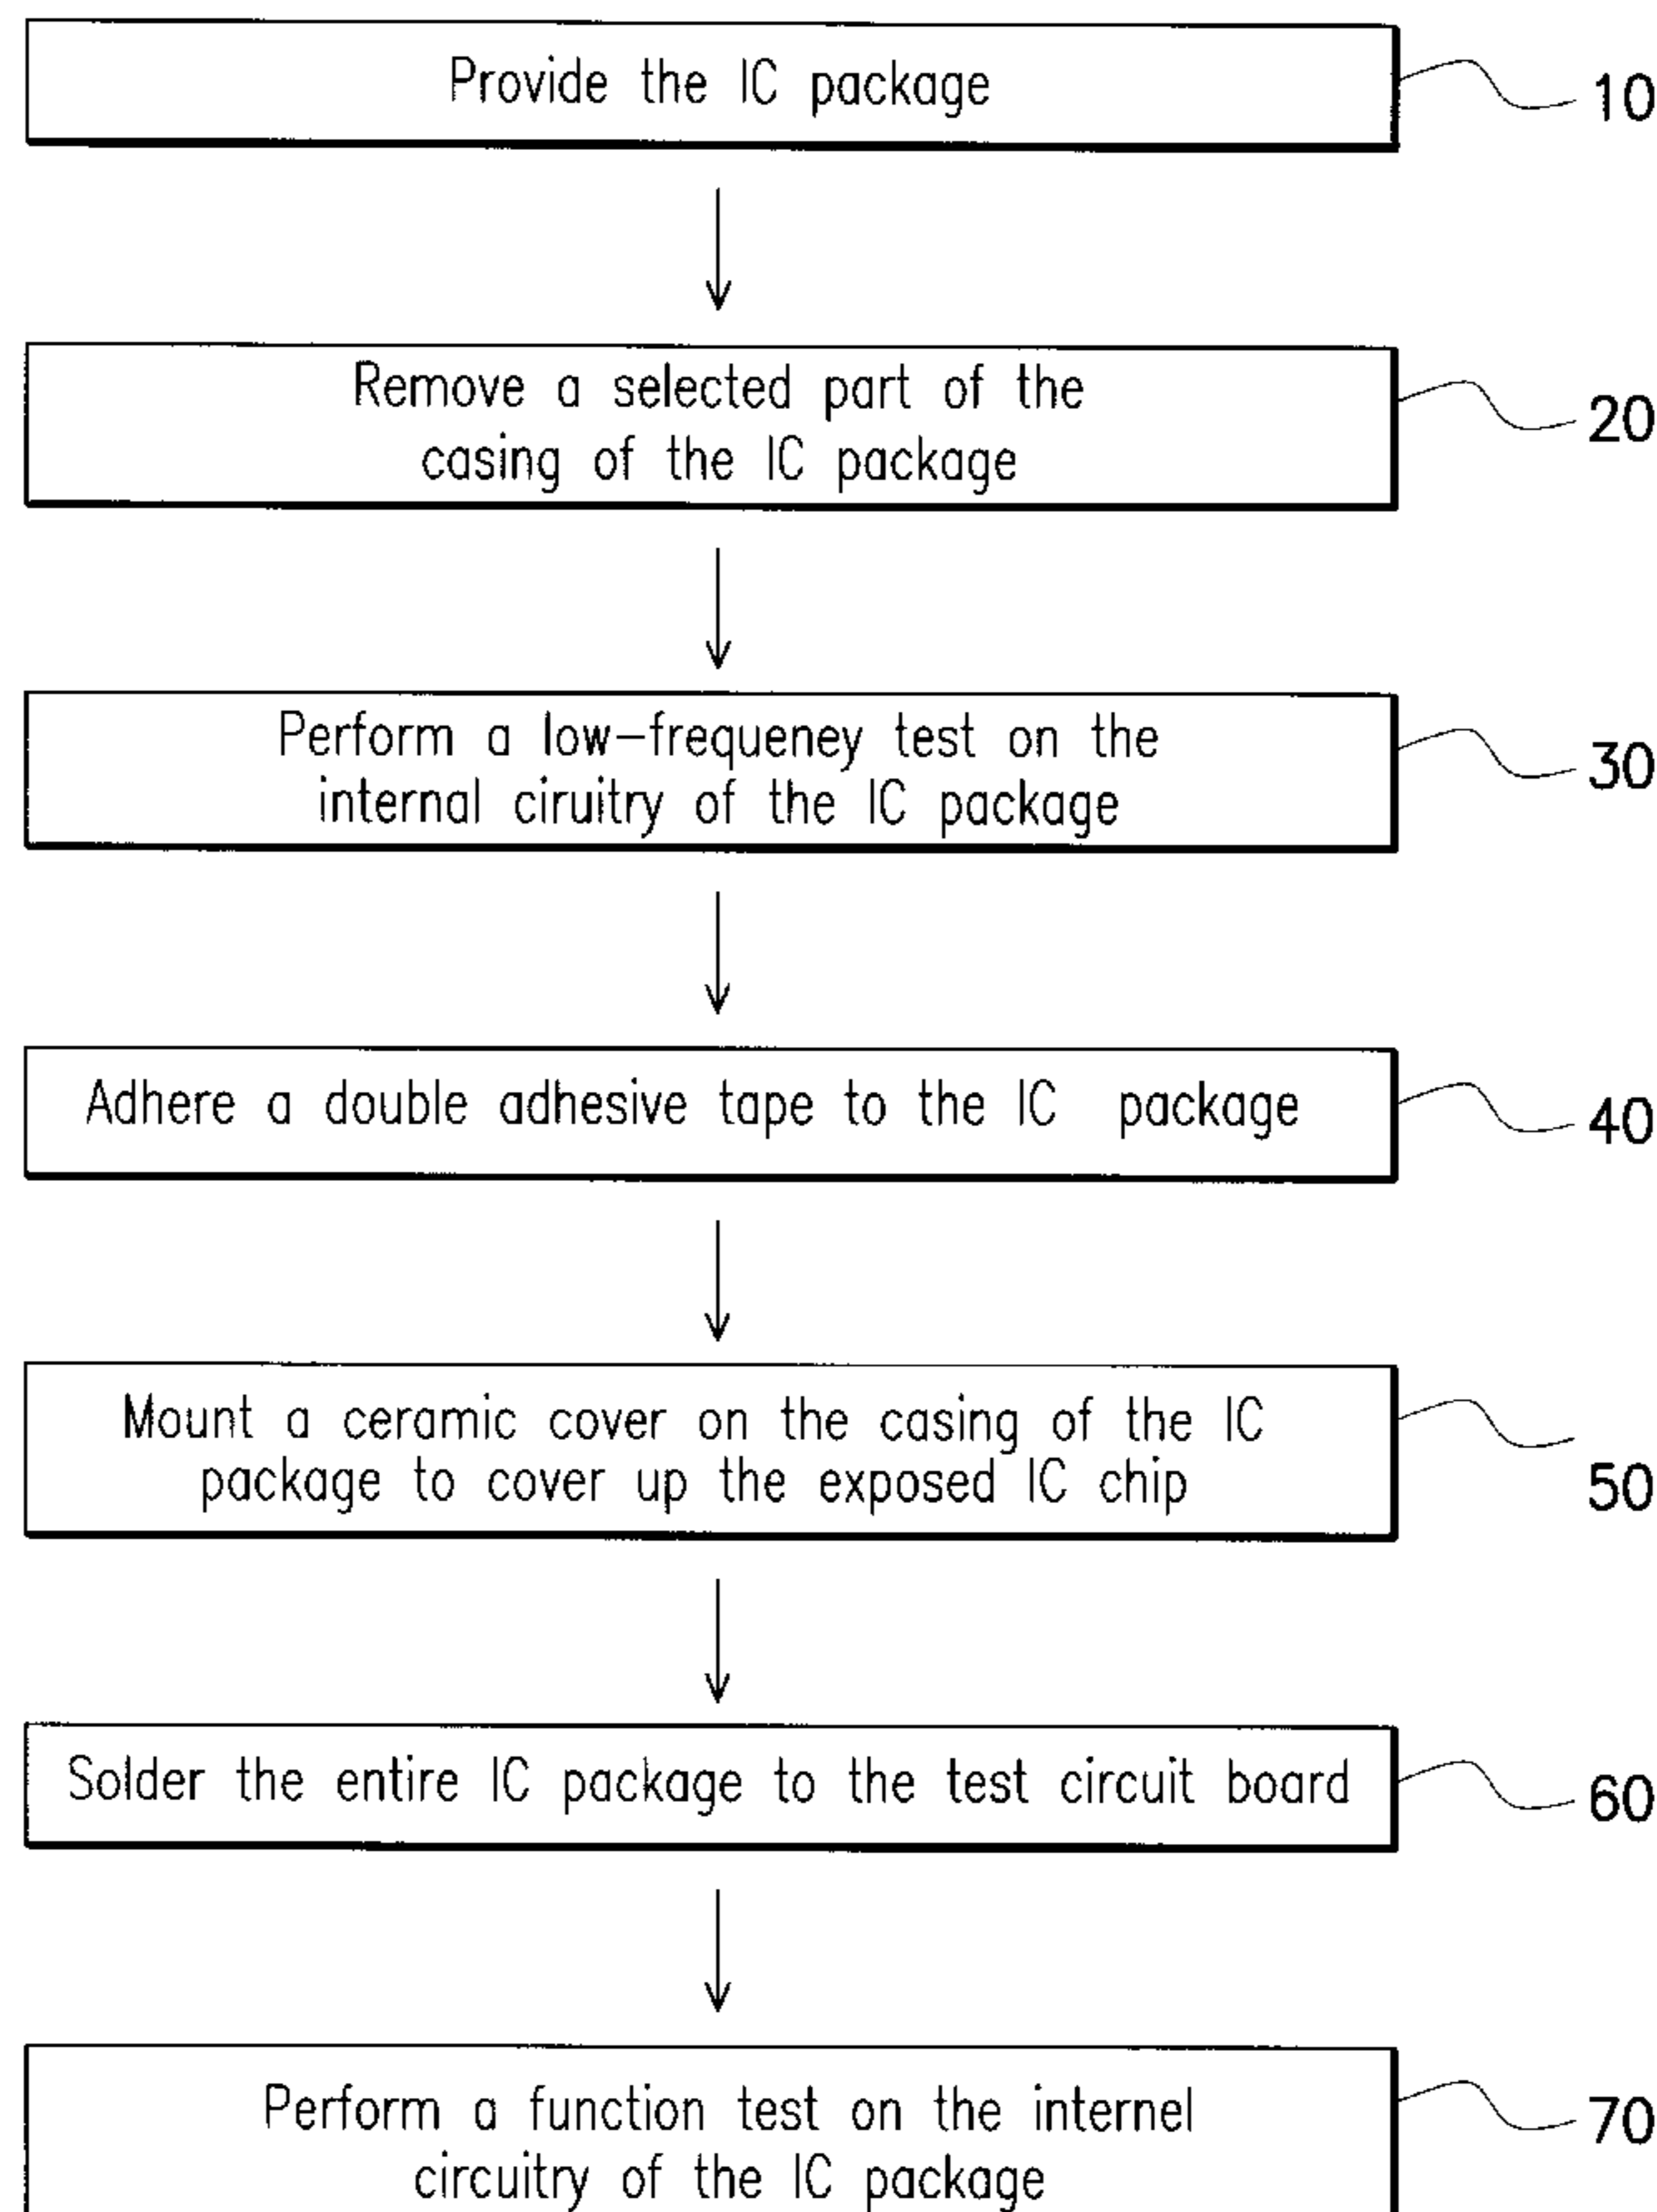 Provide the IC package
10
Remove a selected part of the
casing of the IC package
20
Perform a low-frequeney test on the
internal ciruitry of the IC package
30
Adhere a double adhesive tape to the IC package
40
Mount a ceramic cover on the casing of the IC
package to cover up the exposed IC chip
50
Solder the entire IC package to the test circuit board
60
Perform a function test on the internel
circuitry of the IC package
70